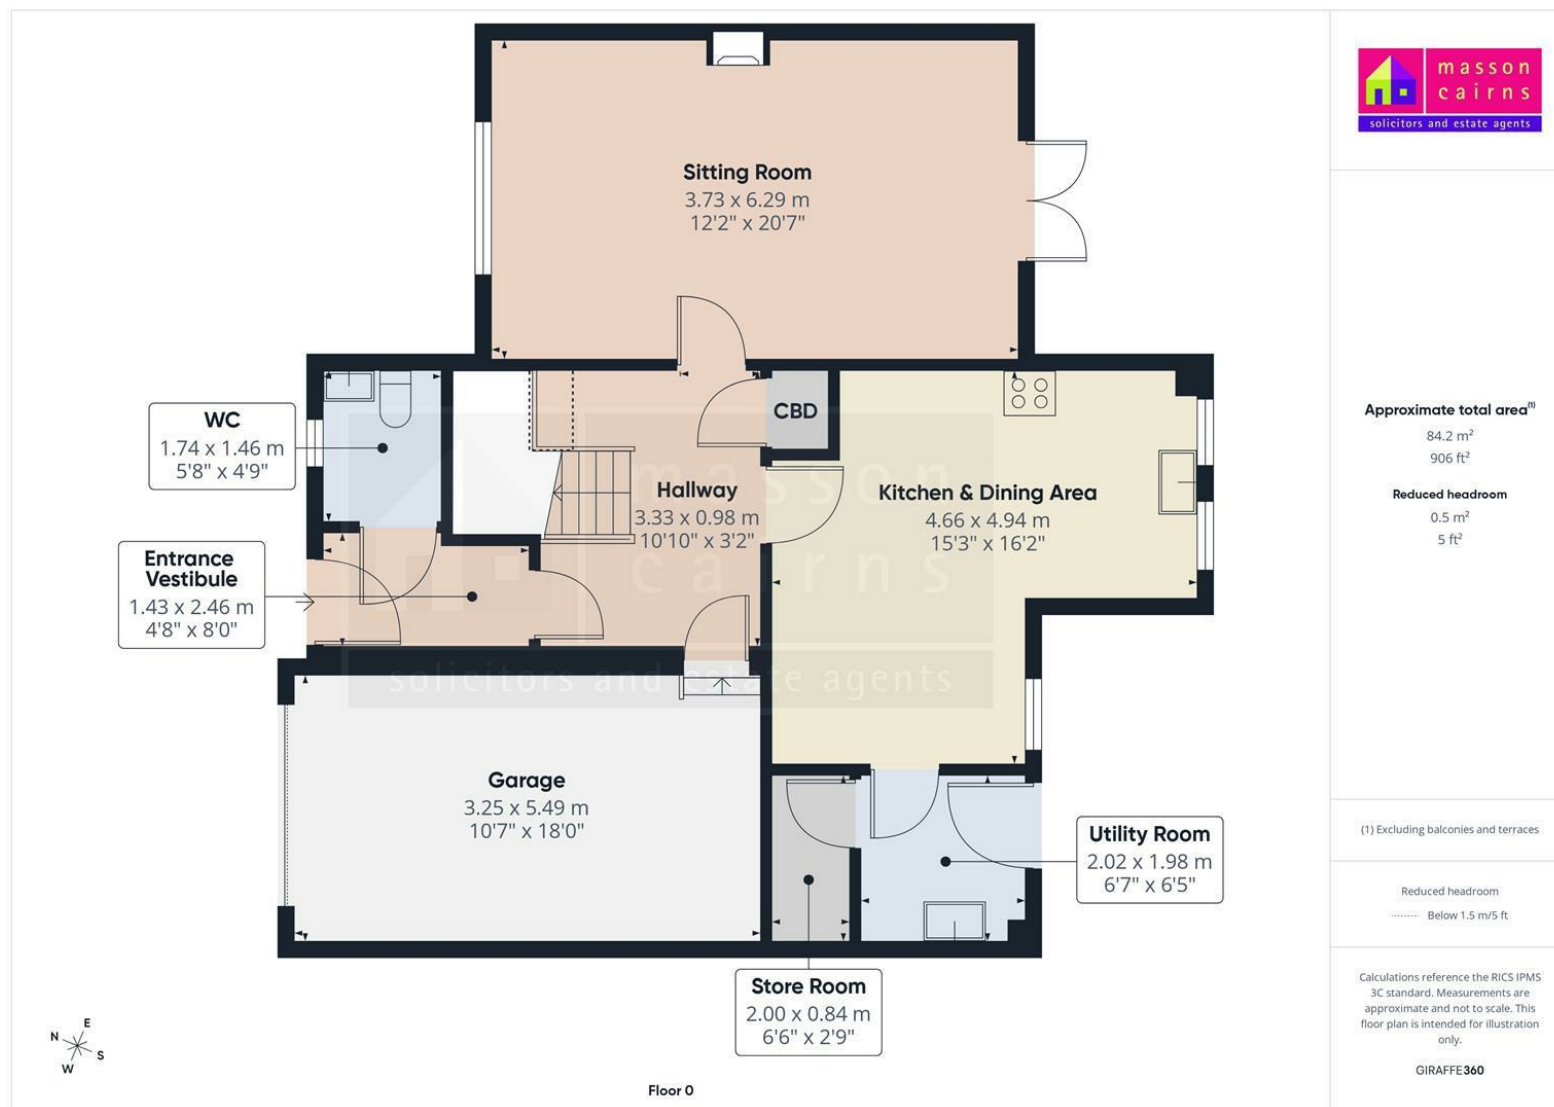 Sitting Room
3.73 x 6.29 m
12'2" x 20'7"
WC
1.74 x 1.46 m
5'8" x 4'9"
CBD
Hallway
3.33 x 0.98 m
10'10" x 3'2"
Kitchen & Dining Area
4.66 x 4.94 m
15'3" x 16'2"
Entrance
Vestibule
1.43 x 2.46 m
4'8" x 8'0"
masson
cairns
solicitors and estate agents
Garage
3.25 x 5.49 m
10'7" x 18'0"
Utility Room
2.02 x 1.98 m
6'7" x 6'5"
Store Room
2.00 x 0.84 m
6'6" x 2'9"
N
E
S
W
Floor 0
masson
cairns
solicitors and estate agents
Approximate total area(1)
84.2 m²
906 ft²
Reduced headroom
0.5 m²
5 ft²
(1) Excluding balconies and terraces
Reduced headroom
Below 1.5 m/5 ft
Calculations reference the RICS IPMS
3C standard. Measurements are
approximate and not to scale. This
floor plan is intended for illustration
only.
GIRAFFE360